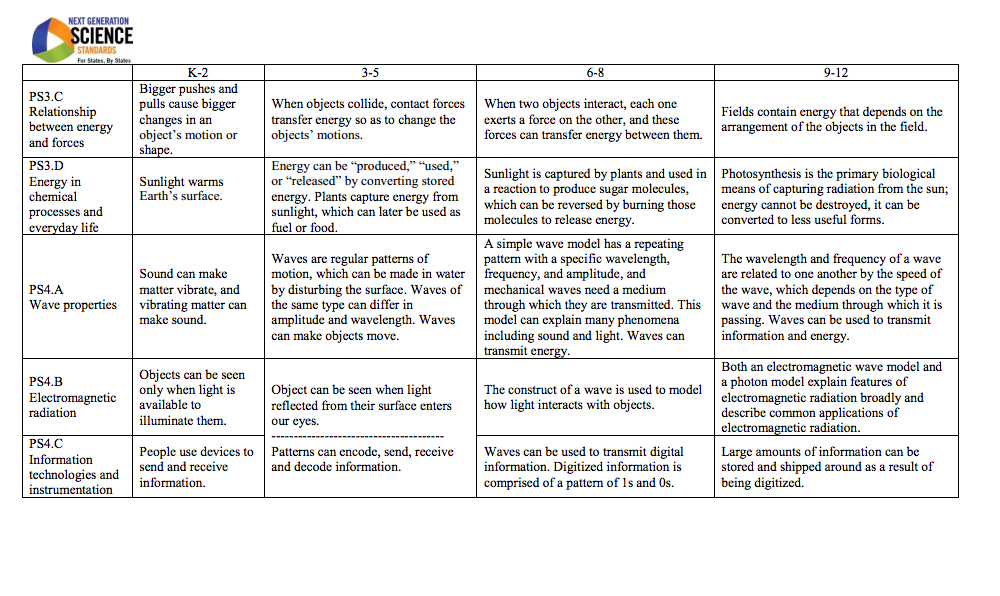 NEXT GENERATION
SCIENCE
STANDARDS
For States, By States
K-2
3-5
6-8
9-12
PS3.C
Relationship
between energy
and forces
Bigger pushes and
pulls cause bigger
changes in an
object’s motion or
shape.
When objects collide, contact forces
transfer energy so as to change the
objects’ motions.
When two objects interact, each one
exerts a force on the other, and these
forces can transfer energy between them.
Fields contain energy that depends on the
arrangement of the objects in the field.
PS3.D
Energy in
chemical
processes and
everyday life
Sunlight warms
Earth’s surface.
Energy can be “produced,” “used,”
or “released” by converting stored
energy. Plants capture energy from
sunlight, which can later be used as
fuel or food.
Sunlight is captured by plants and used in
a reaction to produce sugar molecules,
which can be reversed by burning those
molecules to release energy.
Photosynthesis is the primary biological
means of capturing radiation from the sun;
energy cannot be destroyed, it can be
converted to less useful forms.
PS4.A
Wave properties
Sound can make
matter vibrate, and
vibrating matter can
make sound.
Waves are regular patterns of
motion, which can be made in water
by disturbing the surface. Waves of
the same type can differ in
amplitude and wavelength. Waves
can make objects move.
A simple wave model has a repeating
pattern with a specific wavelength,
frequency, and amplitude, and
mechanical waves need a medium
through which they are transmitted. This
model can explain many phenomena
including sound and light. Waves can
transmit energy.
The wavelength and frequency of a wave
are related to one another by the speed of
the wave, which depends on the type of
wave and the medium through which it is
passing. Waves can be used to transmit
information and energy.
PS4.B
Electromagnetic
radiation
Objects can be seen
only when light is
available to
illuminate them.
Object can be seen when light
reflected from their surface enters
our eyes.
The construct of a wave is used to model
how light interacts with objects.
Both an electromagnetic wave model and
a photon model explain features of
electromagnetic radiation broadly and
describe common applications of
electromagnetic radiation.
PS4.C
Information
technologies and
instrumentation
People use devices to
send and receive
information.
Patterns can encode, send, receive
and decode information.
Waves can be used to transmit digital
information. Digitized information is
comprised of a pattern of 1s and 0s.
Large amounts of information can be
stored and shipped around as a result of
being digitized.